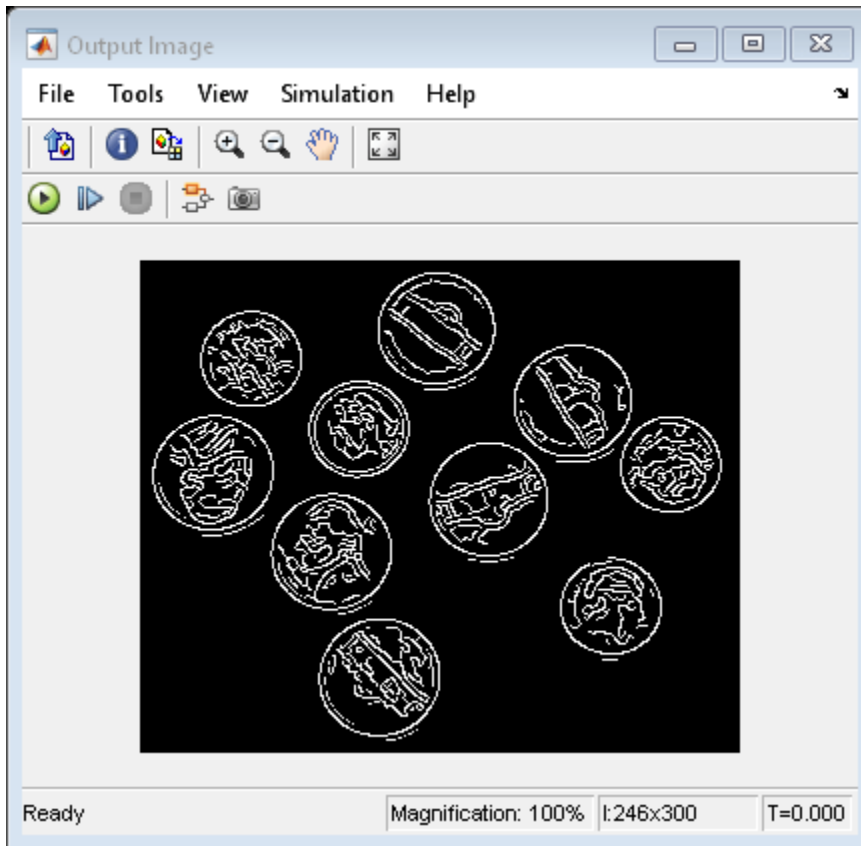 Output Image
File Tools View Simulation Help
Ready Magnification: 100% I:246x300 T=0.000